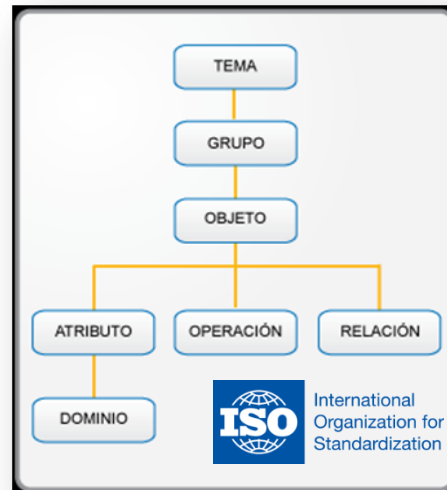 TEMA
GRUPO
OBJETO
ATRIBUTO
OPERACIÓN
RELACIÓN
DOMINIO
ISO
International
Organization for
Standardization